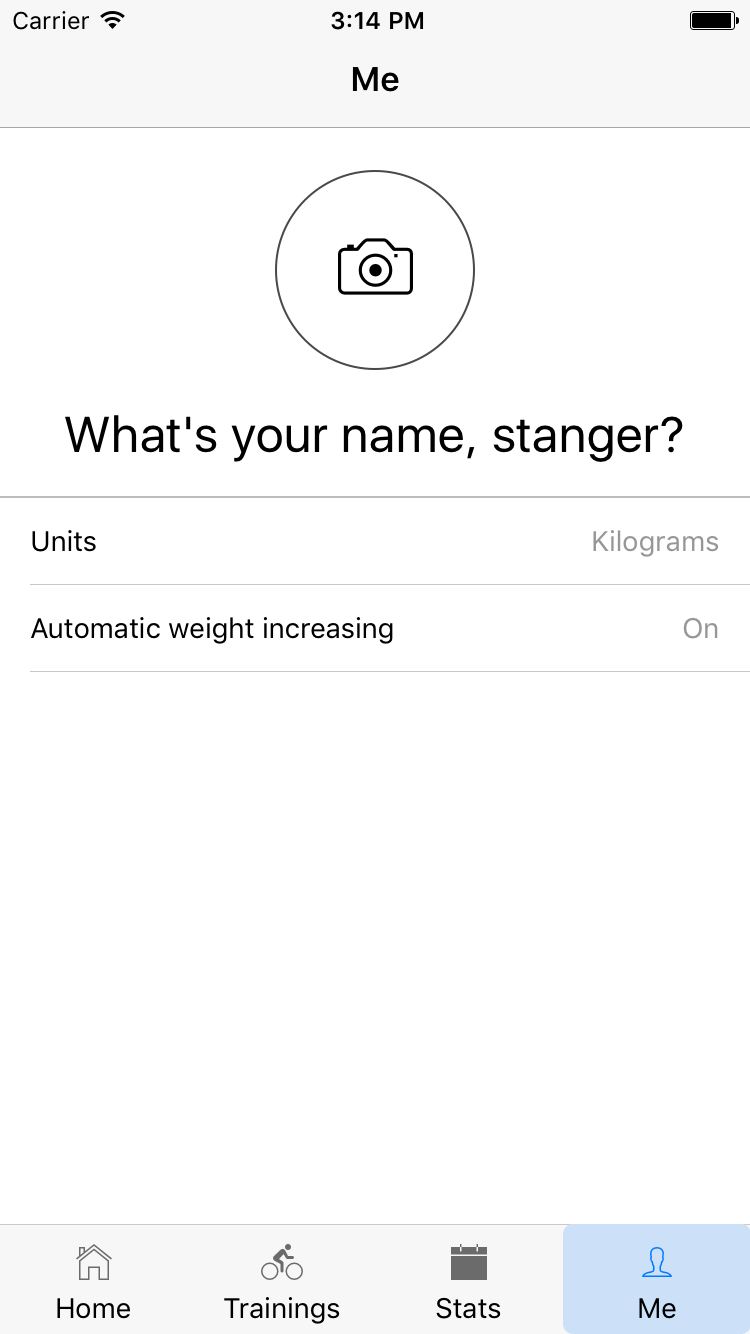 Carrier 3:14 PM
Me
What's your name, stanger?
Units Kilograms
Automatic weight increasing On
Home Trainings Stats Me